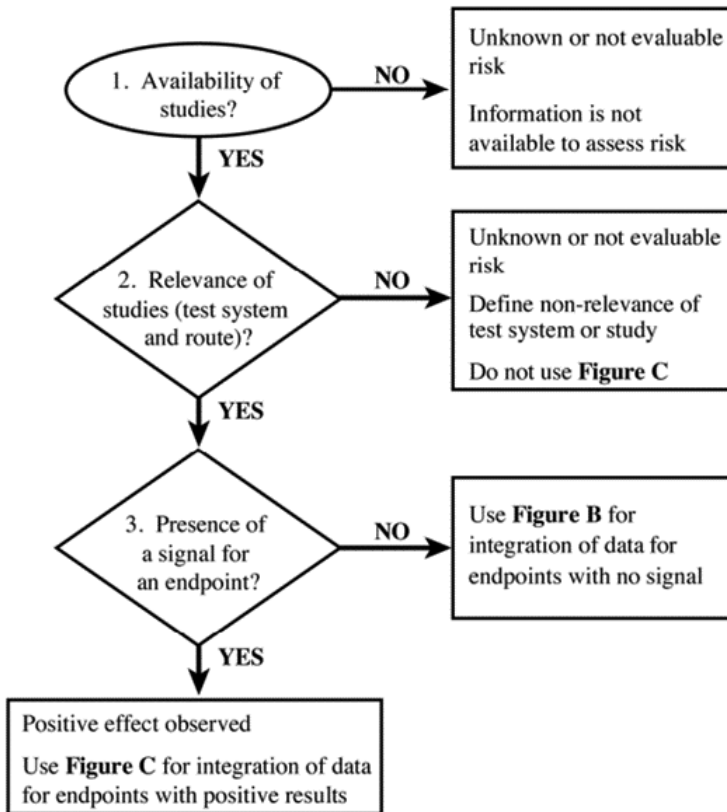 1. Availability of
studies?
NO
Unknown or not evaluable
risk
Information is not
available to assess risk
YES
2. Relevance of
studies (test system
and route)?
NO
Unknown or not evaluable
risk
Define non-relevance of
test system or study
Do not use Figure C
YES
3. Presence of
a signal for
an endpoint?
NO
Use Figure B for
integration of data for
endpoints with no signal
YES
Positive effect observed
Use Figure C for integration of data
for endpoints with positive results